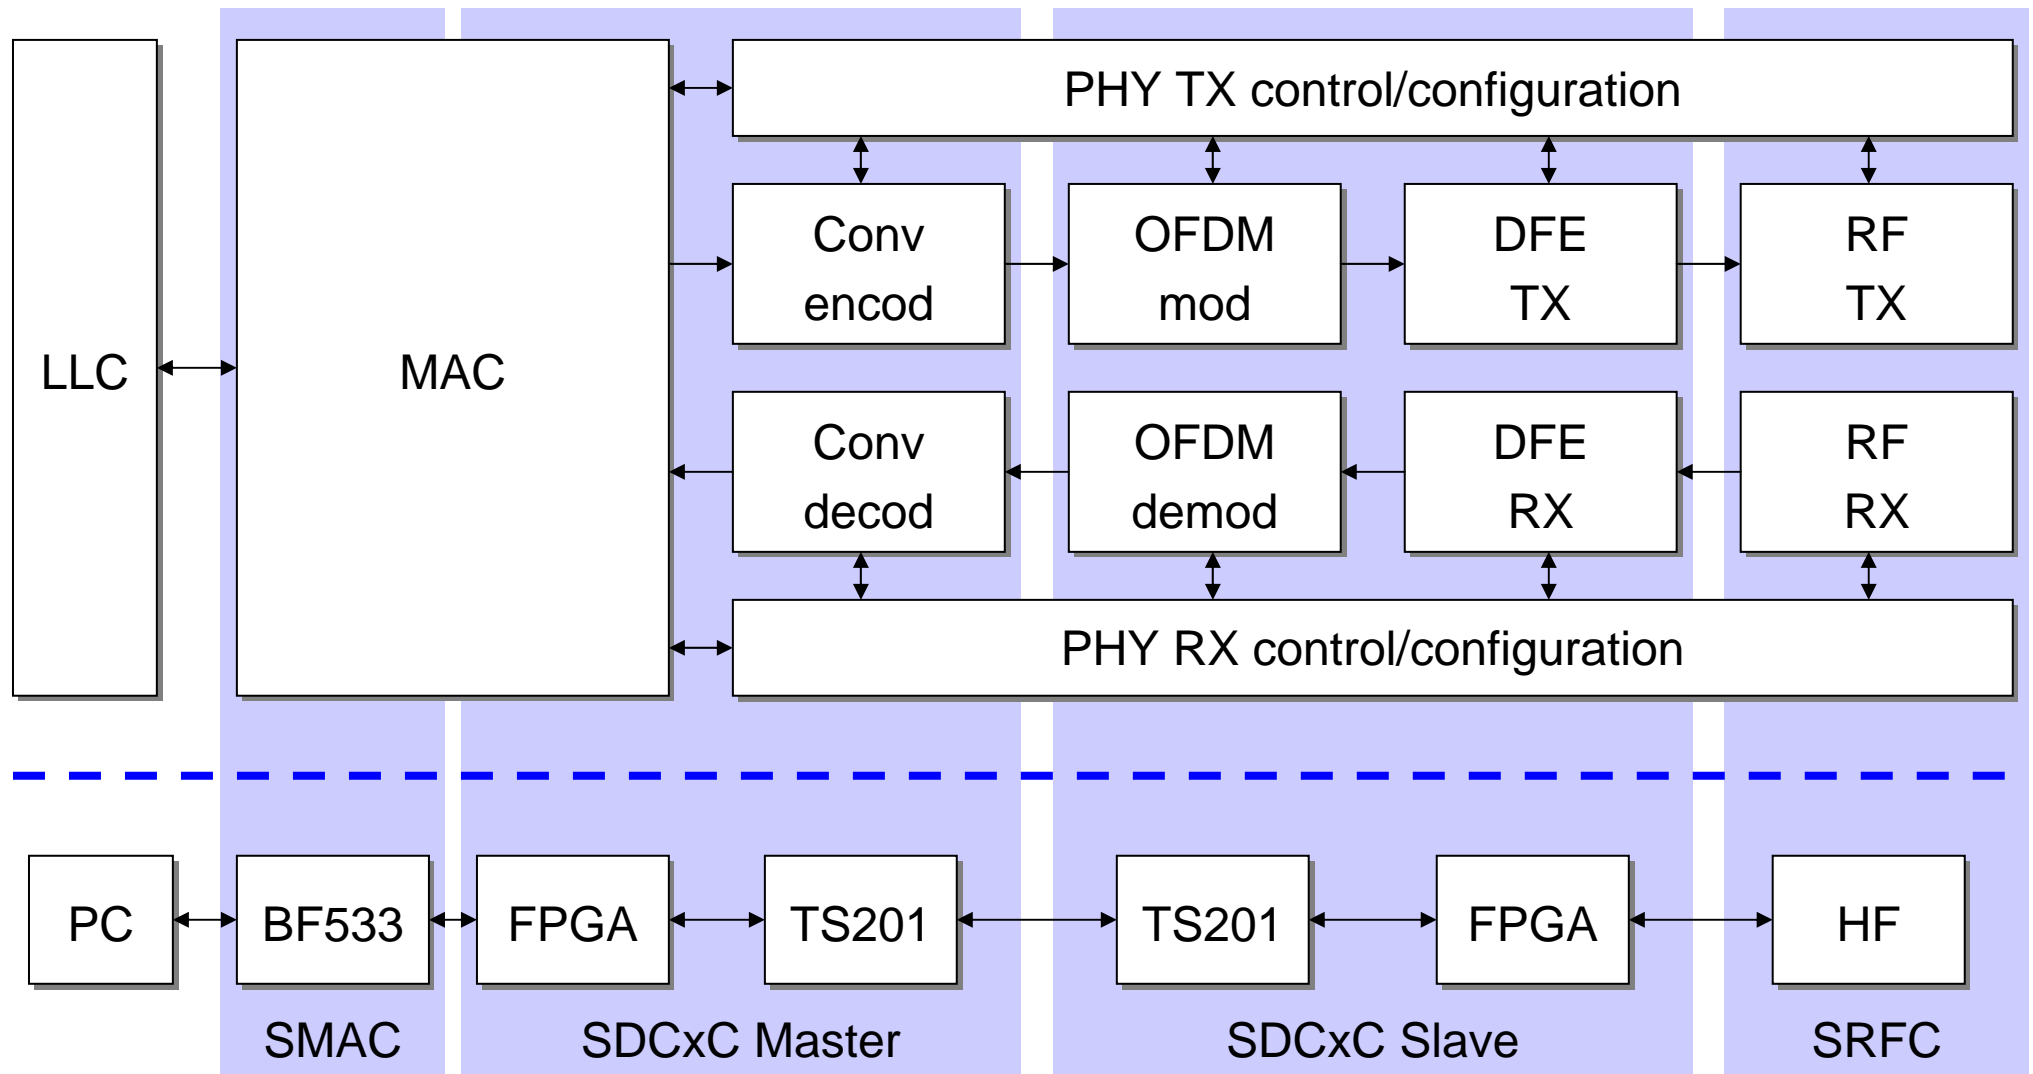 PHY TX control/configuration
Conv
encod
OFDM
mod
DFE
TX
RF
TX
LLC
MAC
Conv
decod
OFDM
demod
DFE
RX
RF
RX
PHY RX control/configuration
PC
BF533
FPGA
TS201
TS201
FPGA
HF
SMAC
SDCxC Master
SDCxC Slave
SRFC